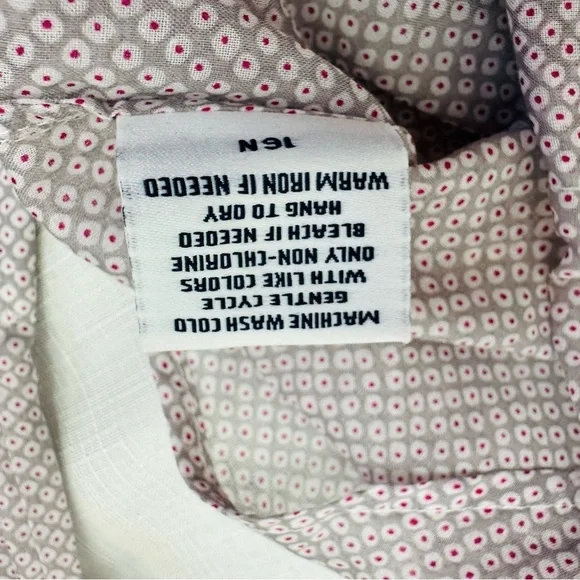 MACHINE WASH COLD
GENTLE CYCLE
WITH LIKE COLORS
ONLY NON-CHLORINE
BLEACH IF NEEDED
HANG TO DRY
WARM IRON IF NEEDED
16N